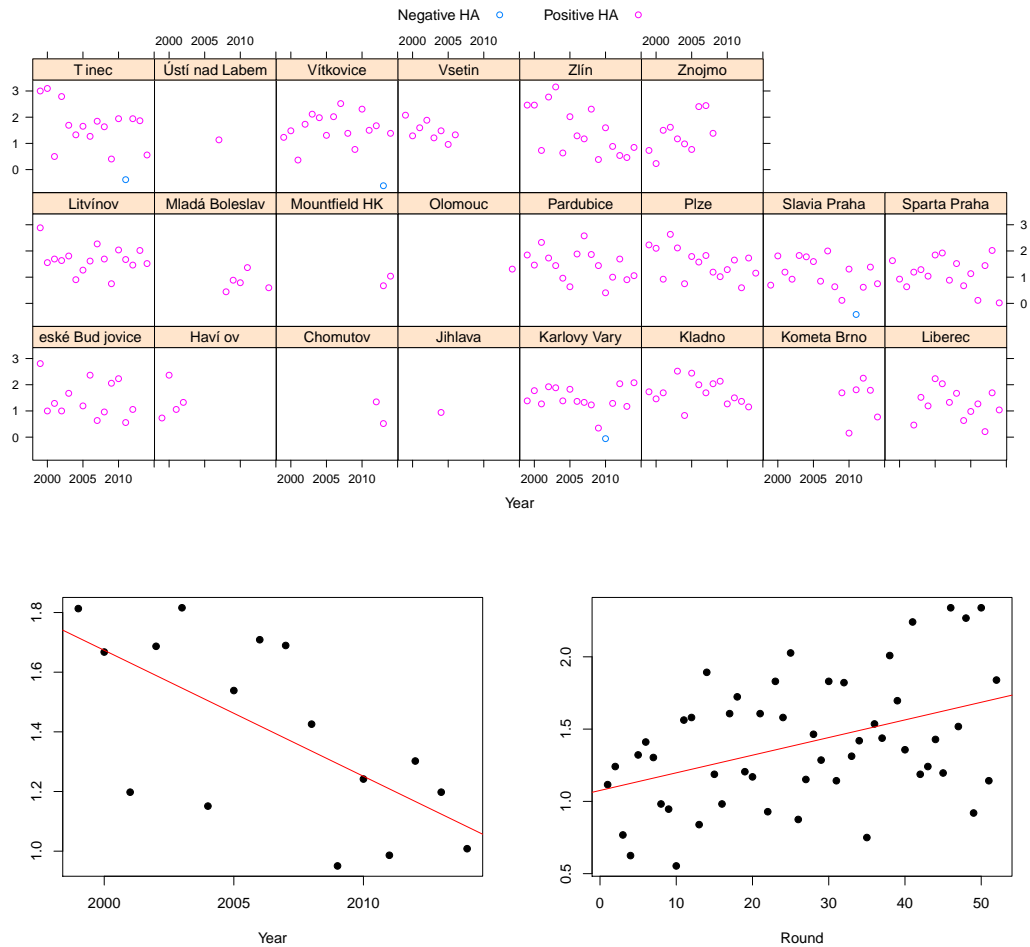 Negative HA Positive HA
2000 2005 2010 2000 2005 2010 2000 2005 2010
T inec Ústí nad Labem Vítkovice Vsetin Zlín Znojmo
3
2
1
0
Litvínov Mladá Boleslav Mountfield HK Olomouc Pardubice Plze Slavia Praha Sparta Praha
3
2
1
0
eské Bud jovice Haví ov Chomutov Jihlava Karlovy Vary Kladno Kometa Brno Liberec
3
2
1
0
2000 2005 2010 2000 2005 2010 2000 2005 2010 2000 2005 2010
Year
1.8
1.6
1.4
1.2
1.0
2000 2005 2010
Year
2.0
1.5
1.0
0.5
0 10 20 30 40 50
Round